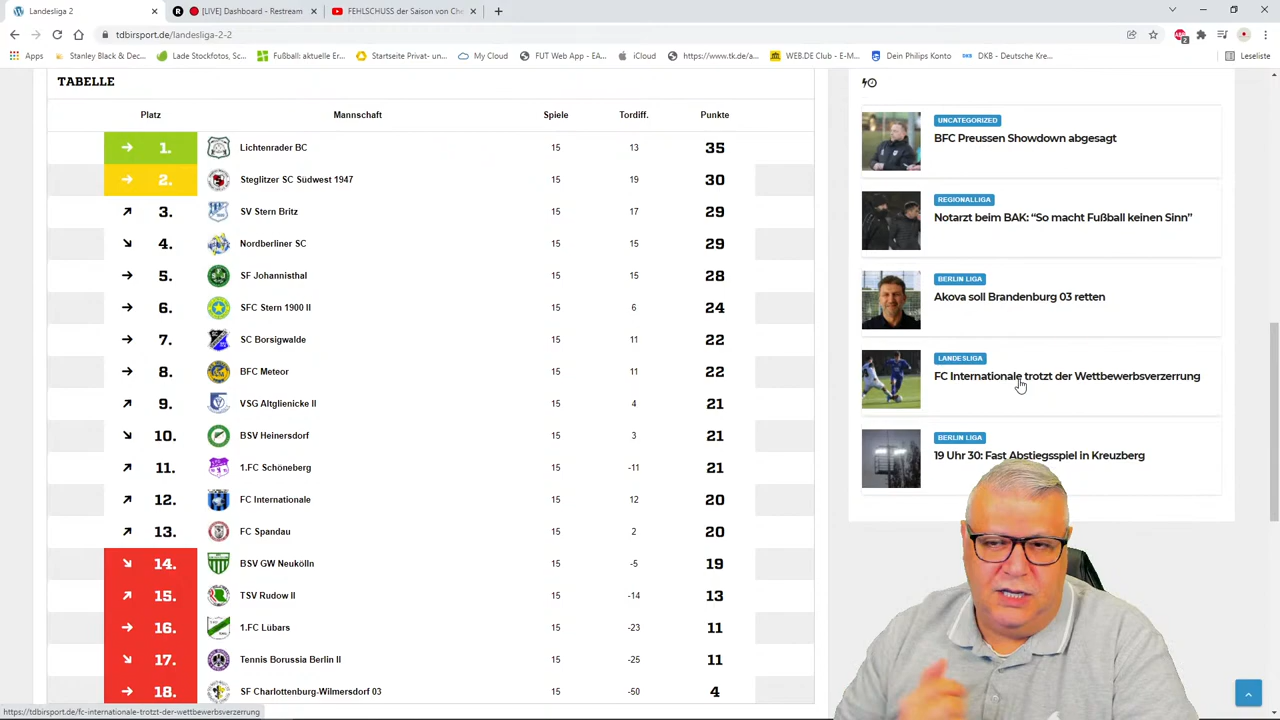 Landesliga 2
[LIVE] Dashboard - Restream
FEHLSCHUSS der Saison von Che
tdbirsport.de/landesliga-2-2
Apps
Stanley Black & Dec...
Lade Stockfotos, St...
Fußball: aktuelle Er...
Startseite Privat- un...
My Cloud
FUT Web App - EA...
iCloud
https://www.tk.de/a...
WEB.DE Club - E-M...
Dein Philips Konto
DKB - Deutsche Kre...
Leseliste
TABELLE
Platz Mannschaft Spiele Tordiff. Punkte
1. Lichtenrader BC 15 13 35
2. Steglitzer SC Südwest 1947 15 19 30
3. SV Stern Britz 15 17 29
4. Nordberliner SC 15 15 29
5. SF Johannisthal 15 15 28
6. SFC Stern 1900 II 15 6 24
7. SC Borsigwalde 15 11 22
8. BFC Meteor 15 11 22
9. VSG Altglienicke II 15 4 21
10. BSV Heinersdorf 15 3 21
11. 1.FC Schöneberg 15 -11 21
12. FC Internationale 15 12 20
13. FC Spandau 15 2 20
14. BSV GW Neukölln 15 -5 19
15. TSV Rudow II 15 -14 13
16. 1.FC Lübars 15 -23 11
17. Tennis Borussia Berlin II 15 -25 11
18. SF Charlottenburg-Wilmersdorf 03 15 -50 4
UNCATEGORIZED
BFC Preussen Showdown abgesagt
REGIONALLIGA
Notarzt beim BAK: “So macht Fußball keinen Sinn”
BERLIN LIGA
Akova soll Brandenburg 03 retten
LANDESLIGA
FC Internationale trotzt der Wettbewerbsverzerrung
BERLIN LIGA
19 Uhr 30: Fast Abstiegsspiel in Kreuzberg
https://tdbirsport.de/fc-internationale-trotzt-der-wettbewerbsverzerrung